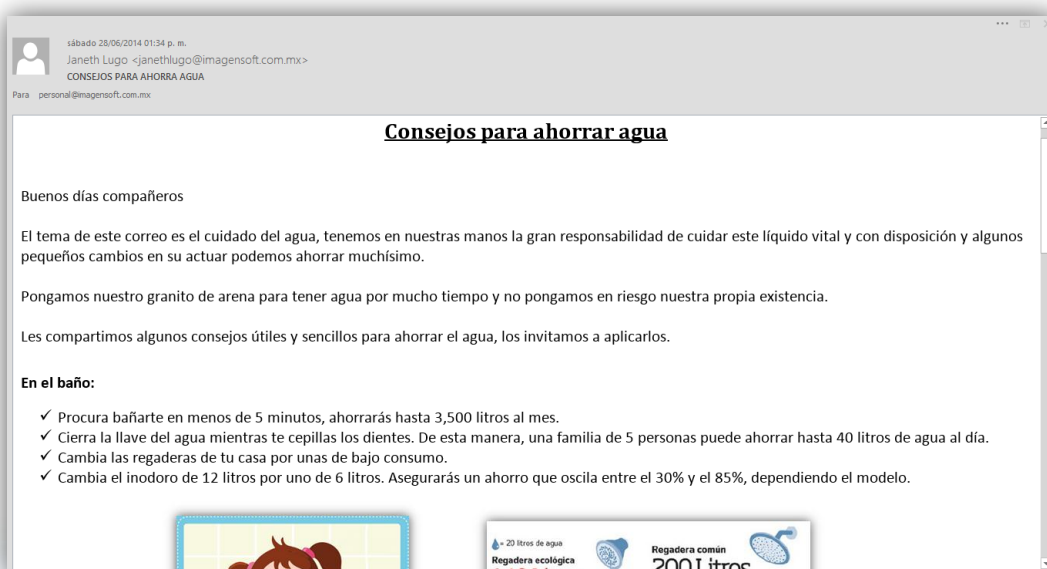 sábado 28/06/2014 01:34 p. m.
Janeth Lugo <janethlugo@imagensoft.com.mx>
CONSEJOS PARA AHORRA AGUA
Para personal@imagensoft.com.mx
Consejos para ahorrar agua
Buenos días compañeros
El tema de este correo es el cuidado del agua, tenemos en nuestras manos la gran responsabilidad de cuidar este líquido vital y con disposición y algunos
pequeños cambios en su actuar podemos ahorrar muchísimo.
Pongamos nuestro granito de arena para tener agua por mucho tiempo y no pongamos en riesgo nuestra propia existencia.
Les compartimos algunos consejos útiles y sencillos para ahorrar el agua, los invitamos a aplicarlos.
En el baño:
✓ Procura bañarte en menos de 5 minutos, ahorrarás hasta 3,500 litros al mes.
✓ Cierra la llave del agua mientras te cepillas los dientes. De esta manera, una familia de 5 personas puede ahorrar hasta 40 litros de agua al día.
✓ Cambia las regaderas de tu casa por unas de bajo consumo.
✓ Cambia el inodoro de 12 litros por uno de 6 litros. Asegurarás un ahorro que oscila entre el 30% y el 85%, dependiendo el modelo.
= 20 litros de agua
Regadera ecológica
Regadera común
200 Litros